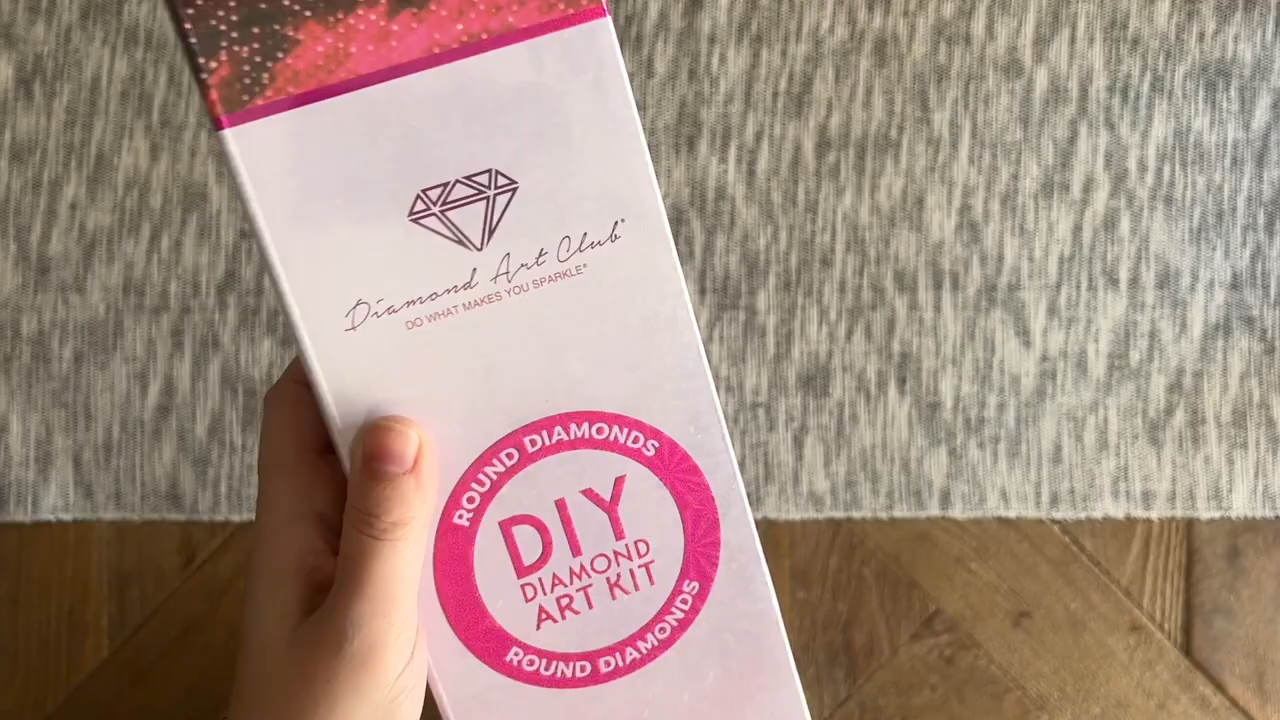 Diamond Art Club®
DO WHAT MAKES YOU SPARKLE®
ROUND DIAMONDS
DIY
DIAMOND
ART KIT
ROUND DIAMONDS